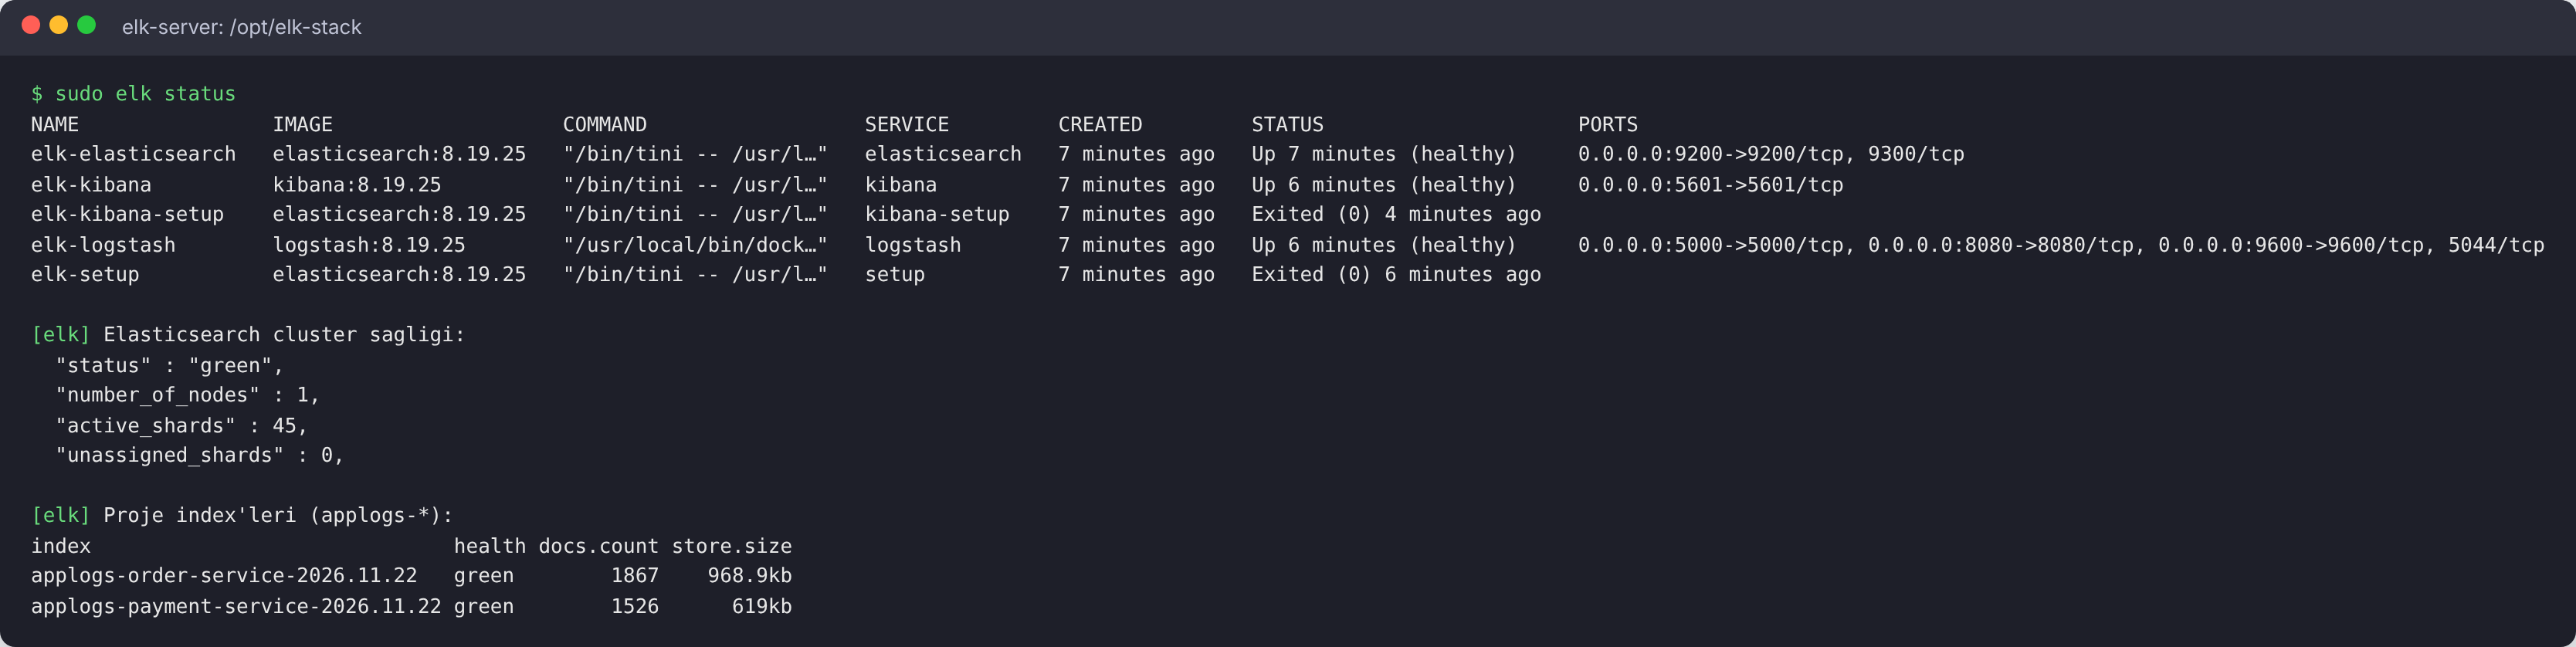 elk-server: /opt/elk-stack
$ sudo elk status
NAME                IMAGE                   COMMAND                  SERVICE         CREATED         STATUS                     PORTS
elk-elasticsearch   elasticsearch:8.19.25   "/bin/tini -- /usr/l…"   elasticsearch   7 minutes ago   Up 7 minutes (healthy)     0.0.0.0:9200->9200/tcp, 9300/tcp
elk-kibana          kibana:8.19.25          "/bin/tini -- /usr/l…"   kibana          7 minutes ago   Up 6 minutes (healthy)     0.0.0.0:5601->5601/tcp
elk-kibana-setup    elasticsearch:8.19.25   "/bin/tini -- /usr/l…"   kibana-setup    7 minutes ago   Exited (0) 4 minutes ago
elk-logstash        logstash:8.19.25        "/usr/local/bin/dock…"   logstash        7 minutes ago   Up 6 minutes (healthy)     0.0.0.0:5000->5000/tcp, 0.0.0.0:8080->8080/tcp, 0.0.0.0:9600->9600/tcp, 5044/tcp
elk-setup           elasticsearch:8.19.25   "/bin/tini -- /usr/l…"   setup           7 minutes ago   Exited (0) 6 minutes ago
[elk] Elasticsearch cluster sagligi:
  "status" : "green",
  "number_of_nodes" : 1,
  "active_shards" : 45,
  "unassigned_shards" : 0,
[elk] Proje index'leri (applogs-*):
index                              health docs.count store.size
applogs-order-service-2026.11.22   green        1867    968.9kb
applogs-payment-service-2026.11.22 green        1526      619kb